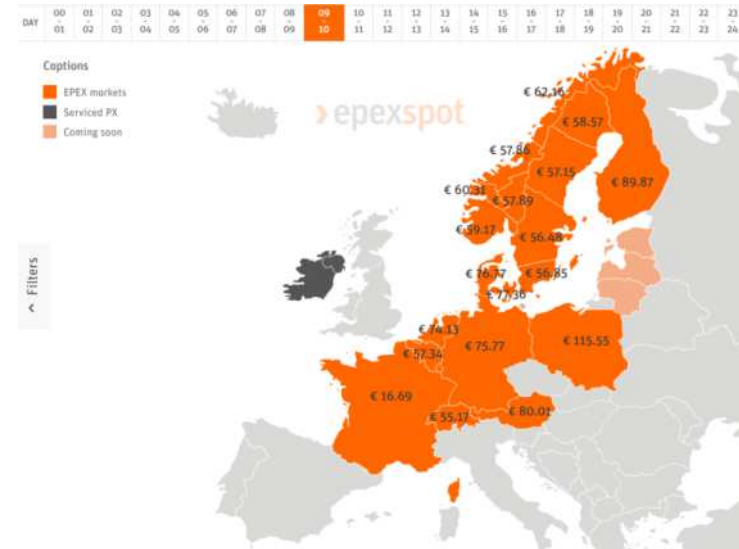 DAY 00 - 01 01 - 02 02 - 03 03 - 04 04 - 05 05 - 06 06 - 07 07 - 08 08 - 09 09 - 10 10 - 11 11 - 12 12 - 13 13 - 14 14 - 15 15 - 16 16 - 17 17 - 18 18 - 19 19 - 20 20 - 21 21 - 22 22 - 23 23 - 24
Captions
EPEX markets
Serviced PX
Coming soon
epexspot
€ 62.16
€ 58.57
€ 57.86
€ 57.15
€ 89.87
€ 60.31
€ 57.89
€ 59.17
€ 56.48
€ 76.77
€ 56.85
€ 77.36
€ 74.13
€ 57.34
€ 75.77
€ 115.55
€ 16.69
€ 55.17
€ 80.01
< Filters